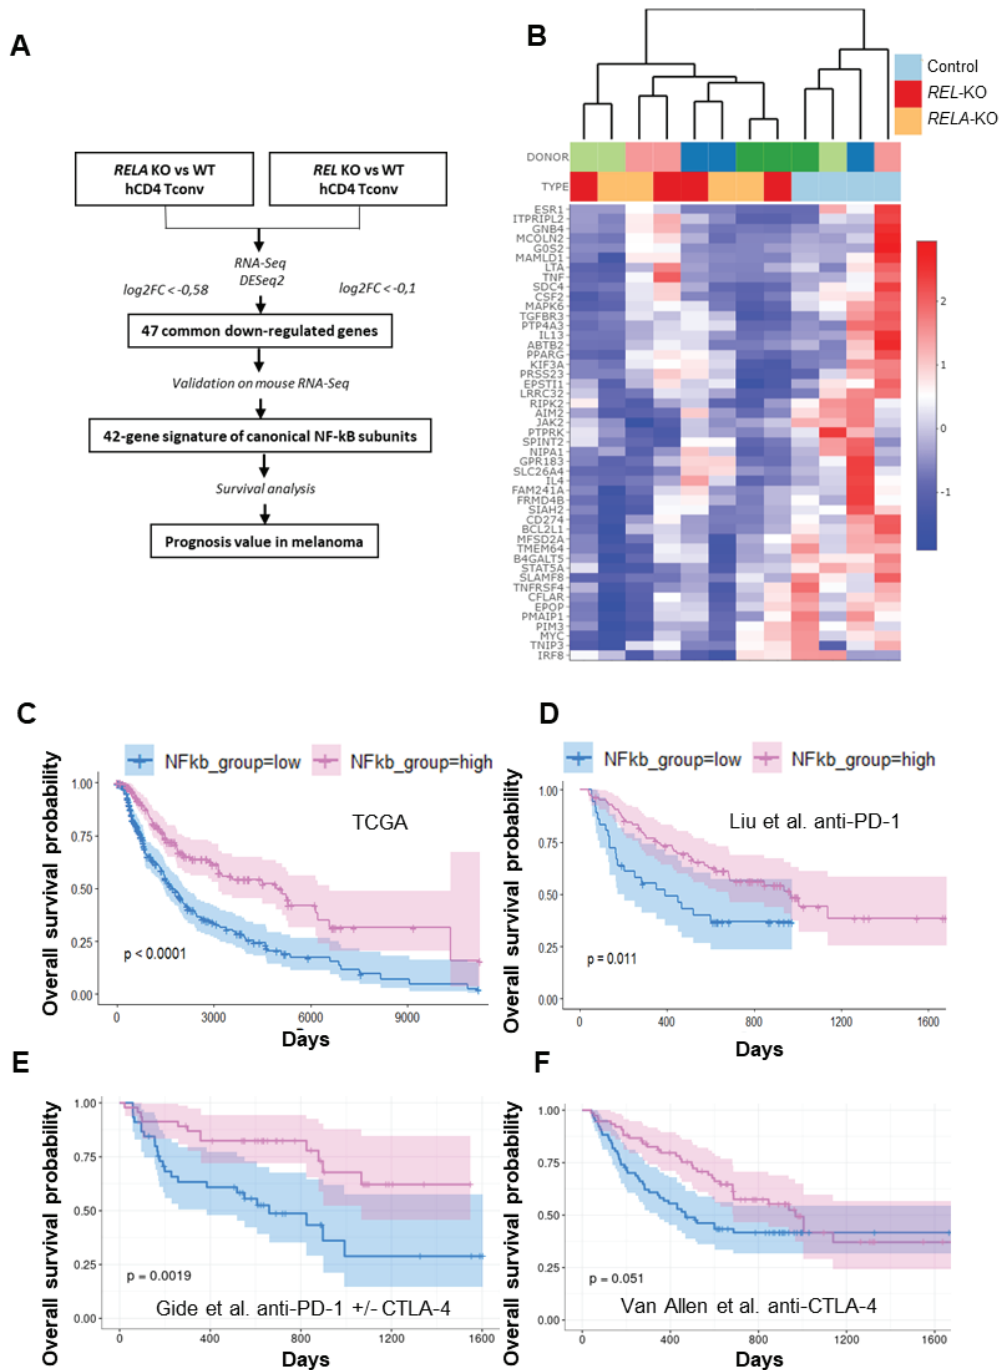 A
RELA KO vs WT
hCD4 Tconv
REL KO vs WT
hCD4 Tconv
RNA-Seq
DESeq2
log2FC < -0,58
log2FC < -0,1
47 common down-regulated genes
Validation on mouse RNA-Seq
42-gene signature of canonical NF-kB subunits
Survival analysis
Prognosis value in melanoma
B
Control
REL-KO
RELA-KO
DONOR
TYPE
ESR1
ITPRIPL2
GNB4
MCOLN2
G0S2
MAMLD1
LTA
TNF
SDC4
CSF2
MAPK6
TGFBR3
PTP4A3
IL13
ABTB2
PPARG
KIF3A
PRSS23
EPSTI1
LRRC32
RIPK2
AIM2
JAK2
PTPRK
SPINT2
NIPA1
GPR183
SLC26A4
IL4
FAM241A
FRMD4B
SIAH2
CD274
BCL2L1
MFSD2A
TMEM64
B4GALT5
STAT5A
SLAMF8
TNFRSF4
CFLAR
EPOP
PMAIP1
PIM3
MYC
TNIP3
IRF8
2
1
0
-1
C
NFkb_group=low NFkb_group=high
Overall survival probability
1.00
0.75
0.50
0.25
0.00
TCGA
p < 0.0001
0 3000 6000 9000
Days
D
NFkb_group=low NFkb_group=high
Overall survival probability
1.00
0.75
0.50
0.25
0.00
Liu et al. anti-PD-1
p = 0.011
0 400 800 1200 1600
Days
E
Overall survival probability
1.00
0.75
0.50
0.25
0.00
p = 0.0019
Gide et al. anti-PD-1 +/- CTLA-4
0 400 800 1200 1600
Days
F
Overall survival probability
1.00
0.75
0.50
0.25
0.00
p = 0.051
Van Allen et al. anti-CTLA-4
0 400 800 1200 1600
Days